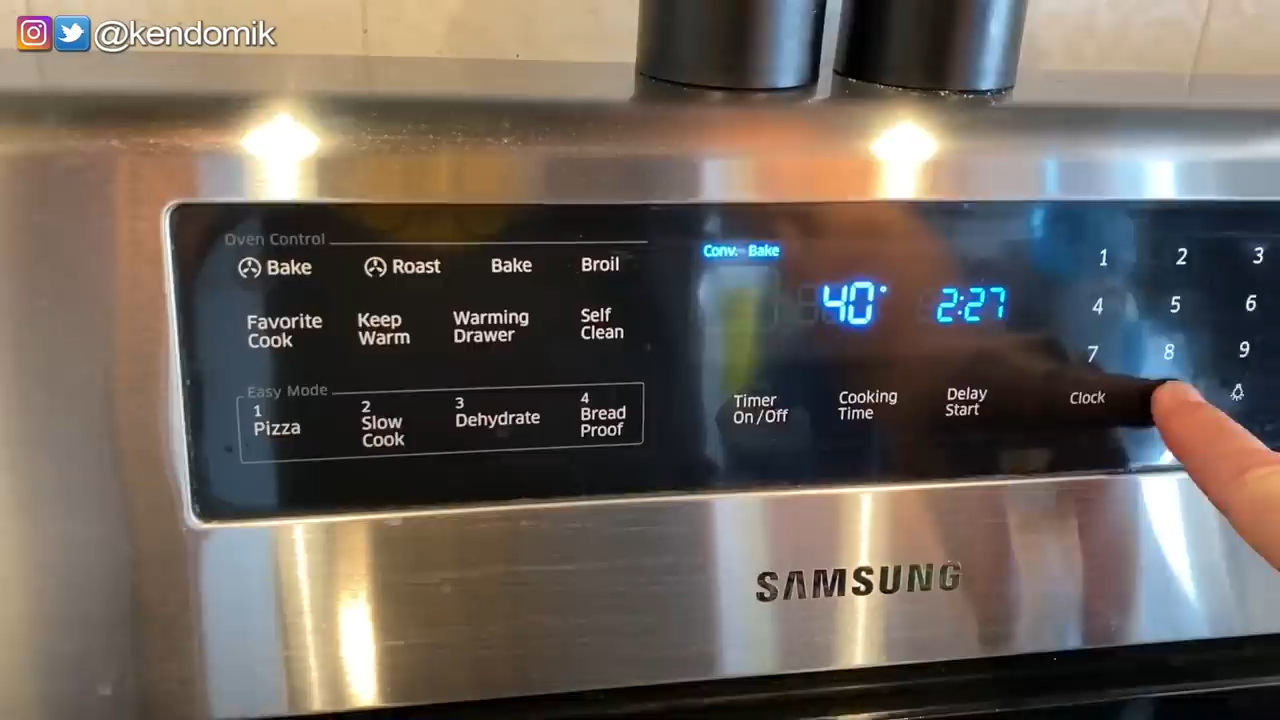 @kendomik
Oven Control
Bake
Roast
Bake
Broil
Favorite
Cook
Keep
Warm
Warming
Drawer
Self
Clean
Easy Mode
1
Pizza
2
Slow
Cook
3
Dehydrate
4
Bread
Proof
Conv. Bake
40°
2:27
Timer
On/Off
Cooking
Time
Delay
Start
1 2 3
4 5 6
7 8 9
Clock
SAMSUNG